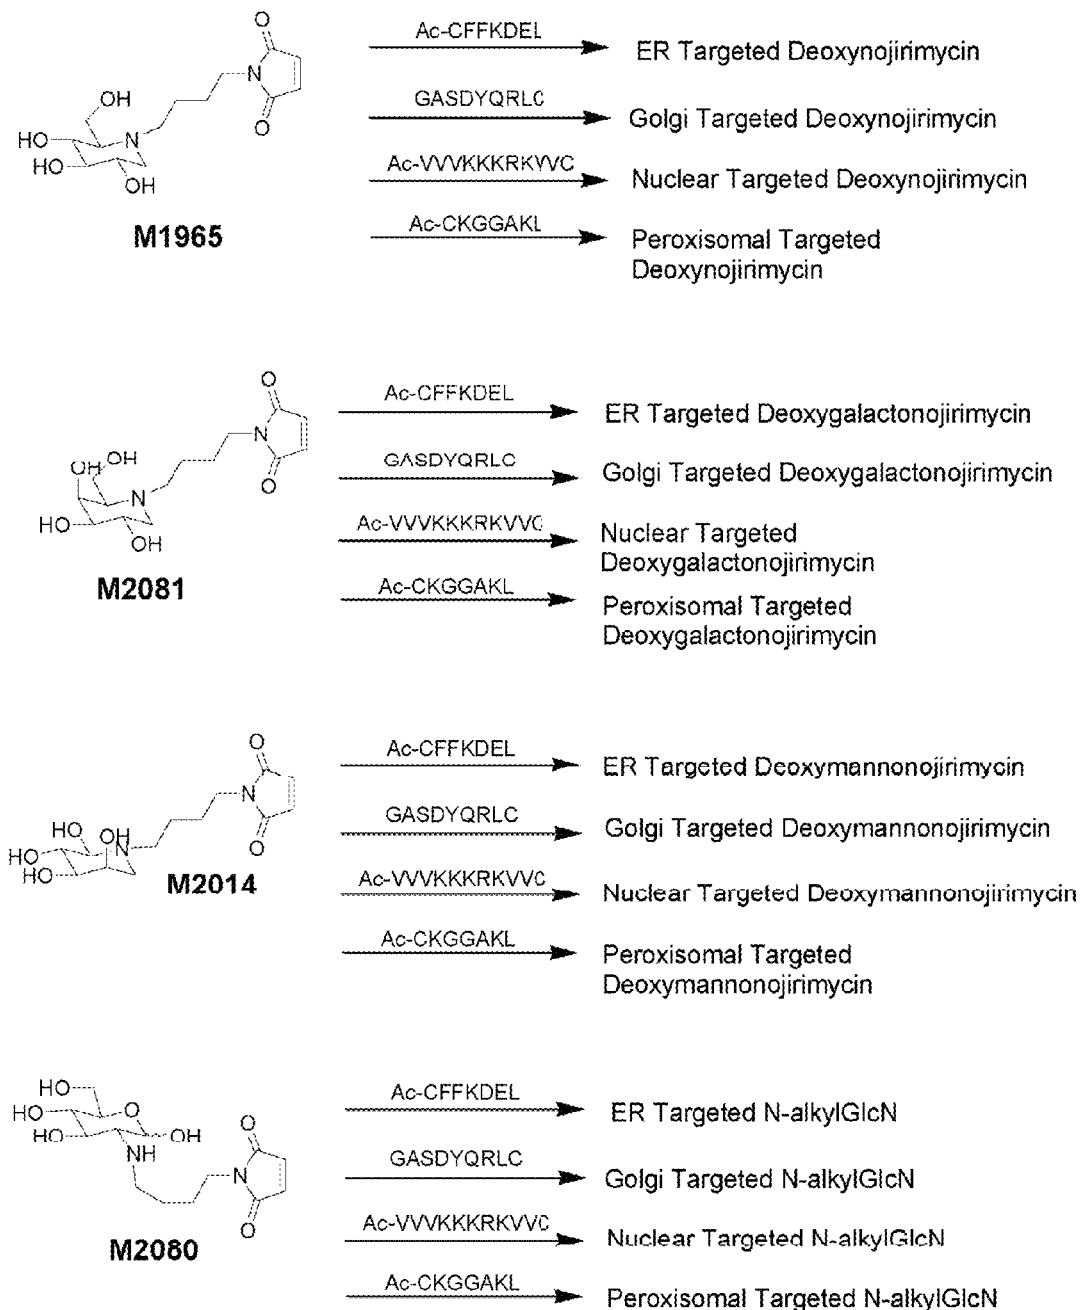 O
Ac-CFFKDEL
ER Targeted Deoxynojirimycin
N
OH
O
GASDYQRLC
Golgi Targeted Deoxynojirimycin
HO
N
HO
OH
Ac-VVVKKKRKVVC
Nuclear Targeted Deoxynojirimycin
M1965
Ac-CKGGAKL
Peroxisomal Targeted
Deoxynojirimycin
O
Ac-CFFKDEL
ER Targeted Deoxygalactonojirimycin
N
OH
OH
O
GASDYQRLC
Golgi Targeted Deoxygalactonojirimycin
N
HO
OH
Ac-VVVKKKRKVVC
Nuclear Targeted
Deoxygalactonojirimycin
M2081
Ac-CKGGAKL
Peroxisomal Targeted
Deoxygalactonojirimycin
O
Ac-CFFKDEL
ER Targeted Deoxymannonojirimycin
N
HO
OH
O
GASDYQRLC
Golgi Targeted Deoxymannonojirimycin
HO
N
HO
M2014
Ac-VVVKKKRKVVC
Nuclear Targeted Deoxymannonojirimycin
Ac-CKGGAKL
Peroxisomal Targeted
Deoxymannonojirimycin
HO
Ac-CFFKDEL
ER Targeted N-alkylGlcN
HO
O
HO
OH
O
NH
N
GASDYQRLC
Golgi Targeted N-alkylGlcN
O
M2080
Ac-VVVKKKRKVVC
Nuclear Targeted N-alkylGlcN
Ac-CKGGAKL
Peroxisomal Targeted N-alkylGlcN